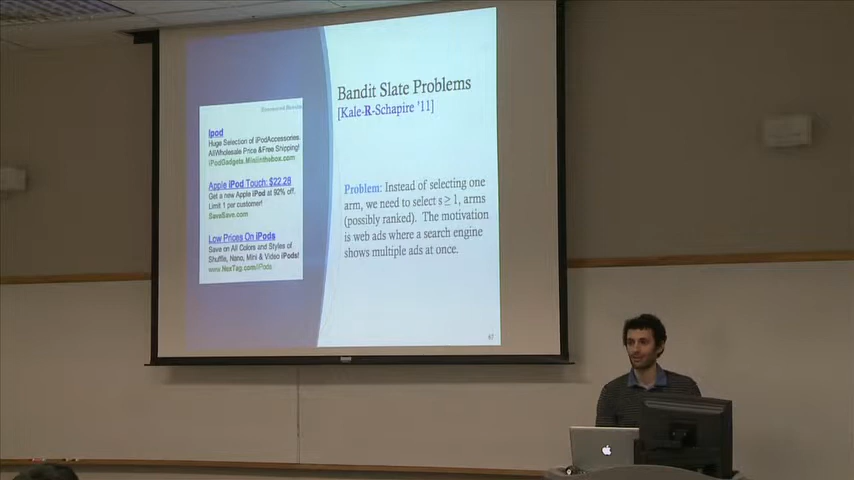 Bandit Slate Problems
[Kale-R-Schapire '11]
Sponsored Results
Ipod
Huge Selection of iPodAccessories.
AllWholesale Price &Free Shipping!
iPodGadgets.Miniinthebox.com
Apple iPod Touch: $22.28
Get a new Apple iPod at 92% off.
Limit 1 per customer!
SaveSave.com
Low Prices On iPods
Save on All Colors and Styles of
Shuffle, Nano, Mini & Video iPods!
www.NexTag.com/iPods
Problem: Instead of selecting one
arm, we need to select s ≥ 1, arms
(possibly ranked). The motivation
is web ads where a search engine
shows multiple ads at once.